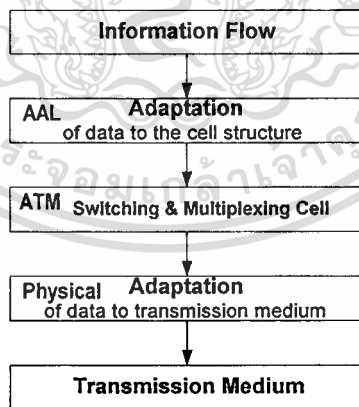 Information Flow
AAL Adaptation
of data to the cell structure
ATM Switching & Multiplexing Cell
Physical Adaptation
of data to transmission medium
Transmission Medium